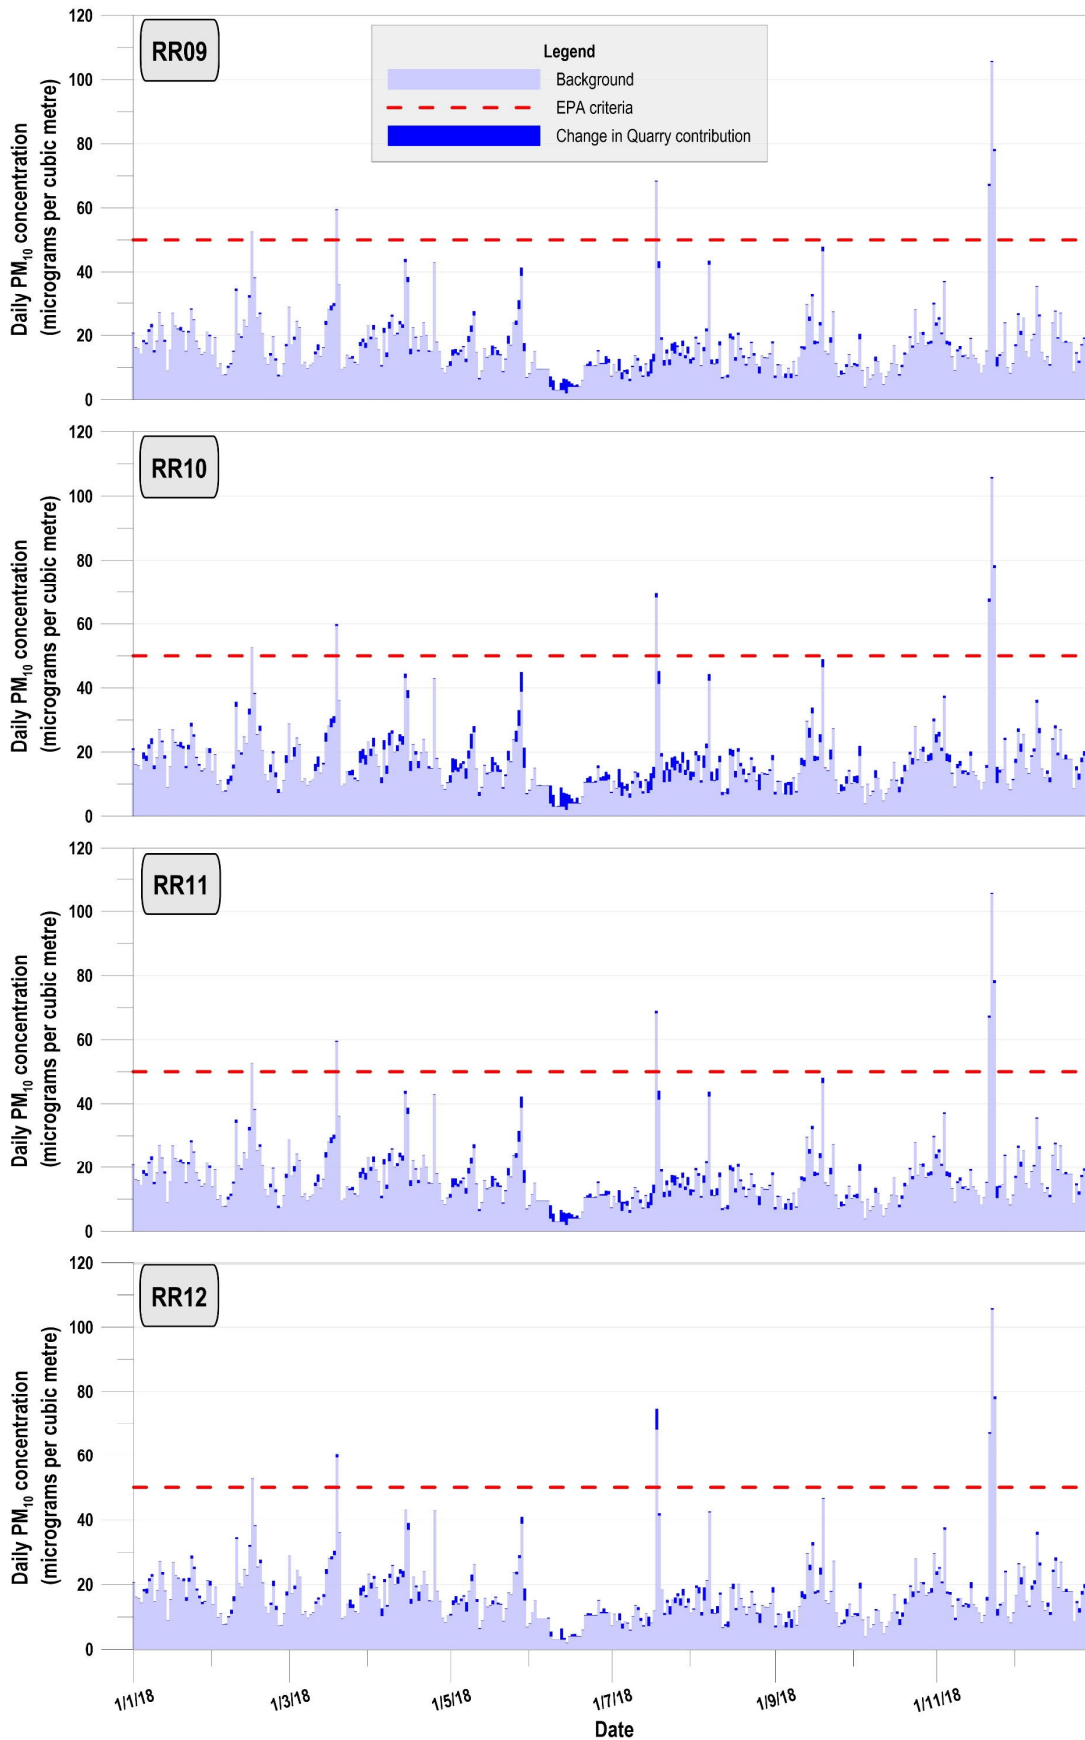 120
RR09
Legend
Background
EPA criteria
Change in Quarry contribution
100
80
60
40
20
0
Daily PM₁₀ concentration
(micrograms per cubic metre)
120
RR10
100
80
60
40
20
0
Daily PM₁₀ concentration
(micrograms per cubic metre)
120
RR11
100
80
60
40
20
0
Daily PM₁₀ concentration
(micrograms per cubic metre)
120
RR12
100
80
60
40
20
0
Daily PM₁₀ concentration
(micrograms per cubic metre)
1/1/18 1/3/18 1/5/18 1/7/18 1/9/18 1/11/18
Date